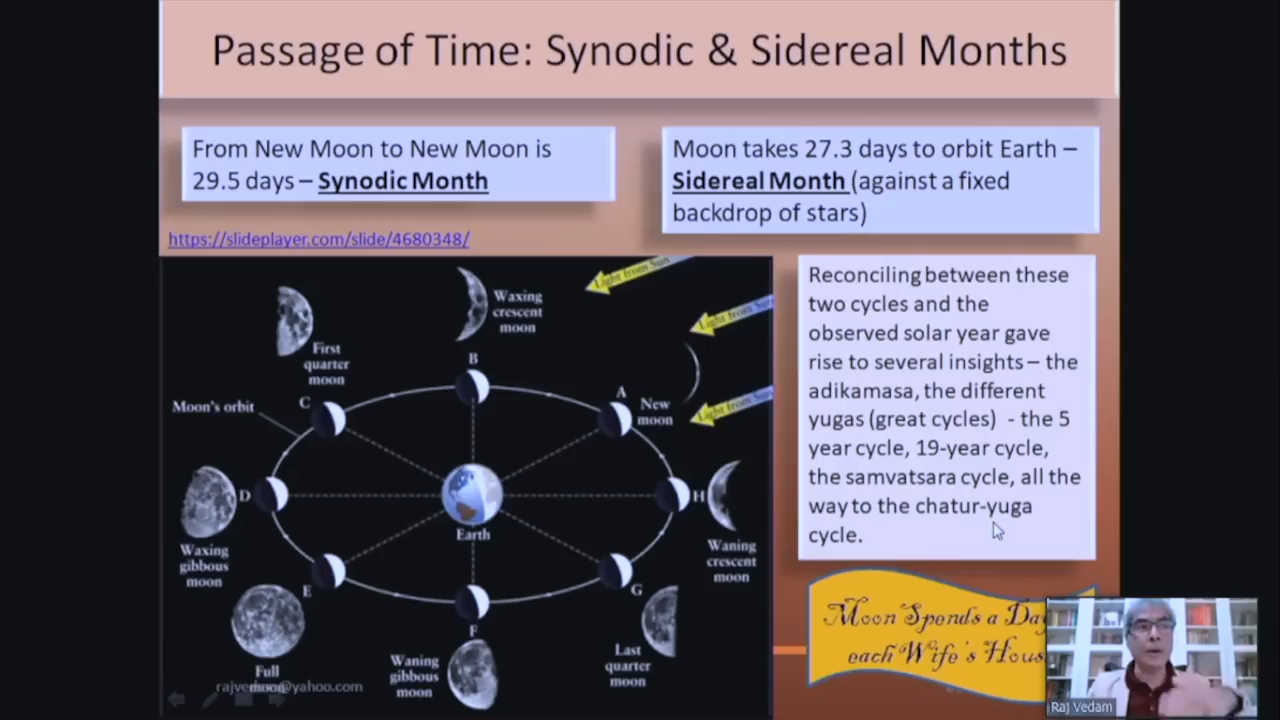 Passage of Time: Synodic & Sidereal Months
From New Moon to New Moon is
29.5 days – Synodic Month
Moon takes 27.3 days to orbit Earth –
Sidereal Month (against a fixed
backdrop of stars)
https://slideplayer.com/slide/4680348/
Light from Sun
Waxing
crescent
moon
Light from Sun
First
quarter
moon
B
Moon's orbit
C
A
New
moon
Light from Sun
D
H
Earth
Waxing
gibbous
moon
Waning
crescent
moon
E
G
F
Full
moon
Waning
gibbous
moon
Last
quarter
moon
rajvedam@yahoo.com
Reconciling between these
two cycles and the
observed solar year gave
rise to several insights – the
adikamasa, the different
yugas (great cycles) - the 5
year cycle, 19-year cycle,
the samvatsara cycle, all the
way to the chatur-yuga
cycle.
Moon Spends a Day
each Wife's Hous
Raj Vedam